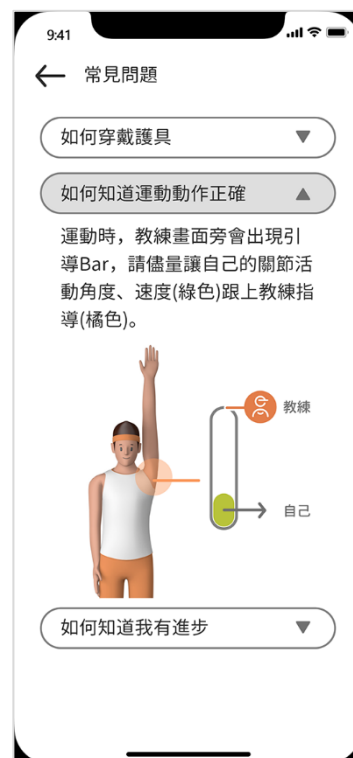 9:41
常見問題
如何穿戴護具
如何知道運動動作正確
運動時，教練畫面旁會出現引
導Bar，請儘量讓自己的關節活
動角度、速度(綠色)跟上教練指
導(橘色)。
教練
自己
如何知道我有進步